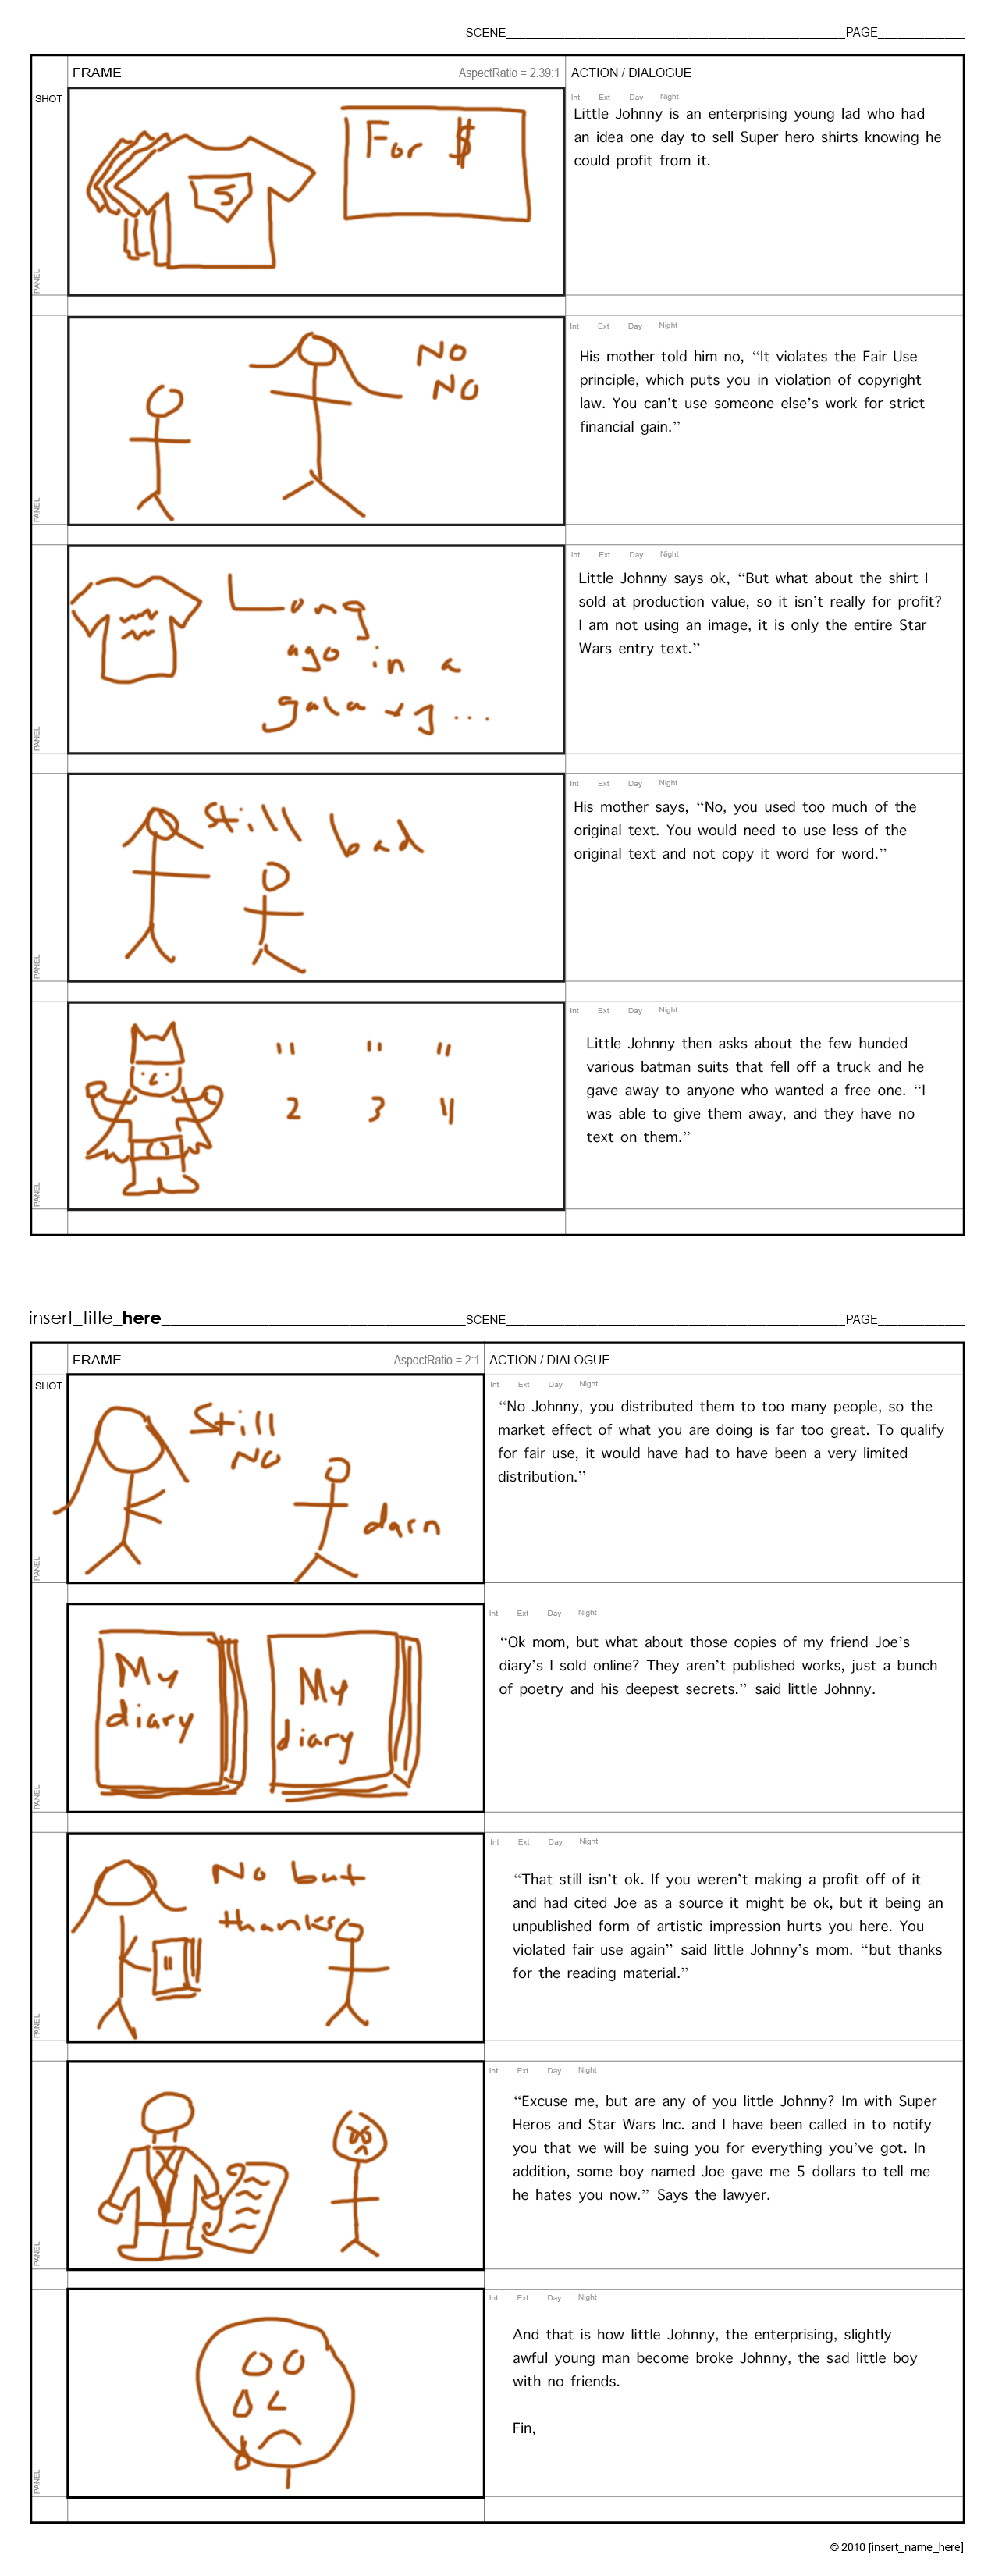 SCENE____________________PAGE________
FRAME AspectRatio = 2.39:1 ACTION / DIALOGUE
SHOT
Int Ext Day Night
For $
S
Little Johnny is an enterprising young lad who had
an idea one day to sell Super hero shirts knowing he
could profit from it.
PANEL
Int Ext Day Night
No
No
His mother told him no, “It violates the Fair Use
principle, which puts you in violation of copyright
law. You can’t use someone else’s work for strict
financial gain.”
PANEL
Int Ext Day Night
Long
ago in a
galaxy...
Little Johnny says ok, “But what about the shirt I
sold at production value, so it isn’t really for profit?
I am not using an image, it is only the entire Star
Wars entry text.”
PANEL
Int Ext Day Night
Still bad
His mother says, “No, you used too much of the
original text. You would need to use less of the
original text and not copy it word for word.”
PANEL
Int Ext Day Night
" " "
2 3 4
Little Johnny then asks about the few hunded
various batman suits that fell off a truck and he
gave away to anyone who wanted a free one. “I
was able to give them away, and they have no
text on them.”
PANEL
insert_title_here____________________SCENE____________________PAGE________
FRAME AspectRatio = 2:1 ACTION / DIALOGUE
SHOT
Int Ext Day Night
Still
No
darn
“No Johnny, you distributed them to too many people, so the
market effect of what you are doing is far too great. To qualify
for fair use, it would have had to have been a very limited
distribution.”
PANEL
Int Ext Day Night
My
diary
My
diary
“Ok mom, but what about those copies of my friend Joe’s
diary’s I sold online? They aren’t published works, just a bunch
of poetry and his deepest secrets.” said little Johnny.
PANEL
Int Ext Day Night
No but
thanks
“That still isn’t ok. If you weren’t making a profit off of it
and had cited Joe as a source it might be ok, but it being an
unpublished form of artistic impression hurts you here. You
violated fair use again” said little Johnny’s mom. “but thanks
for the reading material.”
PANEL
Int Ext Day Night
“Excuse me, but are any of you little Johnny? Im with Super
Heros and Star Wars Inc. and I have been called in to notify
you that we will be suing you for everything you’ve got. In
addition, some boy named Joe gave me 5 dollars to tell me
he hates you now.” Says the lawyer.
PANEL
Int Ext Day Night
And that is how little Johnny, the enterprising, slightly
awful young man become broke Johnny, the sad little boy
with no friends.
Fin,
PANEL
© 2010 [insert_name_here]